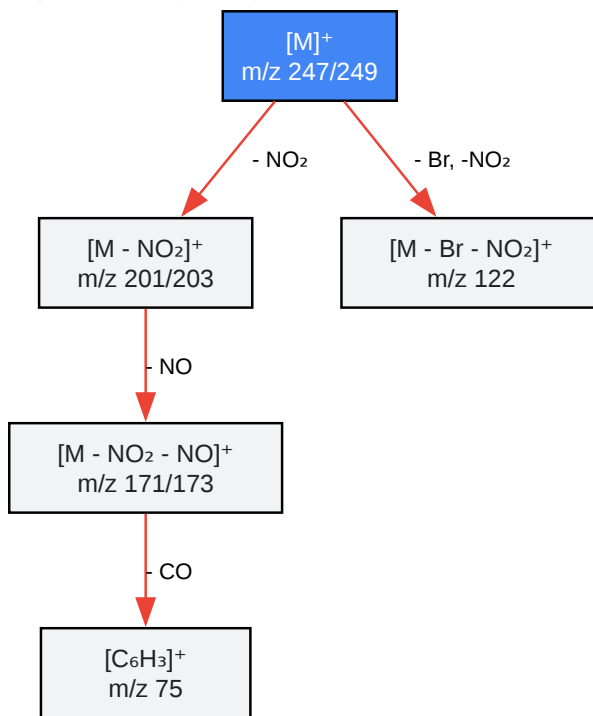 [M]⁺
m/z 247/249
- NO₂
- Br, -NO₂
[M - NO₂]⁺
m/z 201/203
[M - Br - NO₂]⁺
m/z 122
- NO
[M - NO₂ - NO]⁺
m/z 171/173
- CO
[C₆H₃]⁺
m/z 75